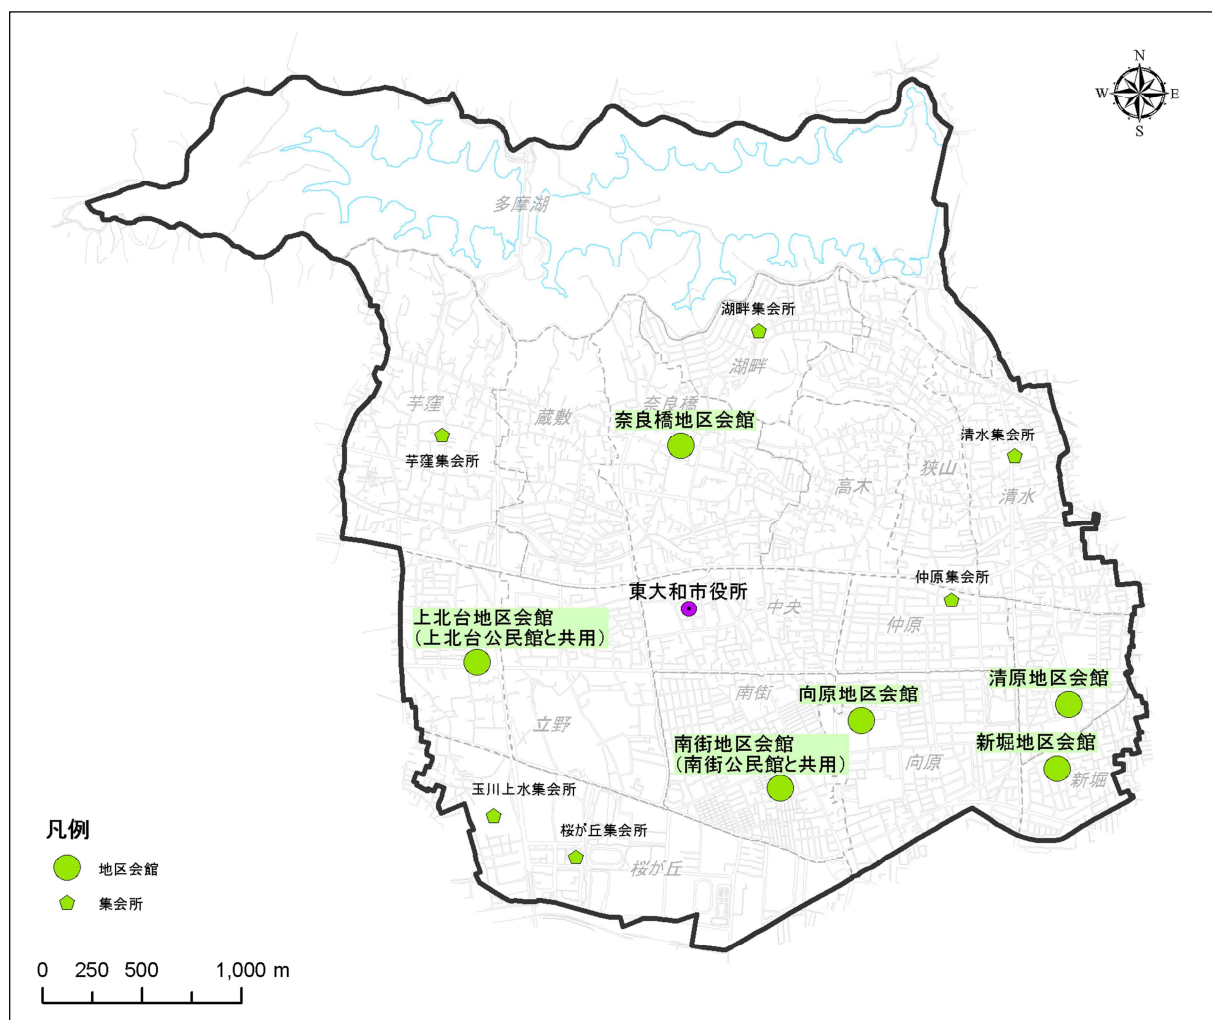 N
W E
S
多摩湖
湖畔集会所
湖畔
芋窪
蔵敷
奈良橋
奈良橋地区会館
芋窪集会所
清水集会所
狭山
高木
清水
東大和市役所
中央
仲原集会所
仲原
上北台地区会館
(上北台公民館と共用)
清原地区会館
向原地区会館
南街
立野
南街地区会館
(南街公民館と共用)
新堀地区会館
向原
新堀
玉川上水集会所
桜が丘集会所
桜が丘
凡例
地区会館
集会所
0 250 500 1,000 m